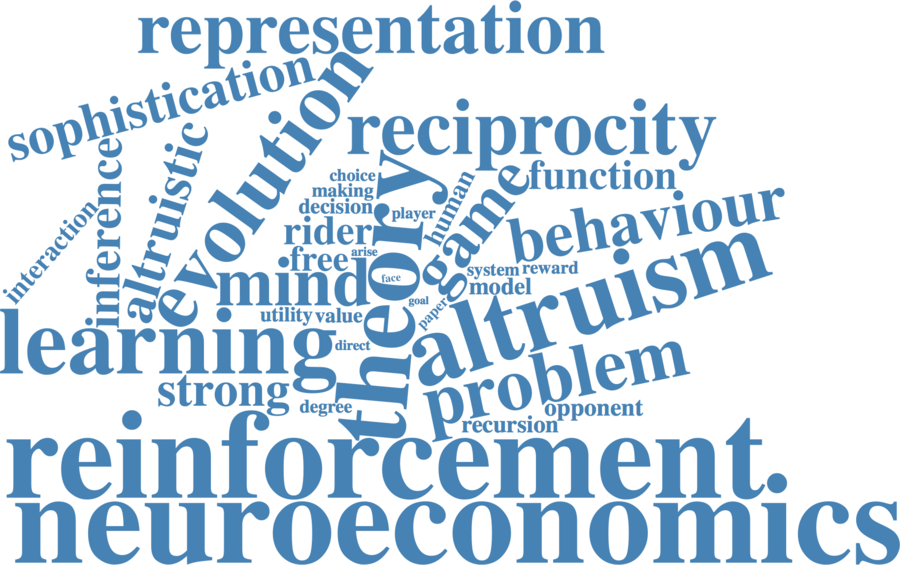 representation
sophistication
evolution
reciprocity
inference
altruistic
interaction
choice
making
decision
player
human
game
function
behaviour
rider
arise
free
theory
mind
face
system
reward
model
goal
paper
utility
value
altruism
learning
direct
problem
strong
degree
opponent
recursion
reinforcement
neuroeconomics